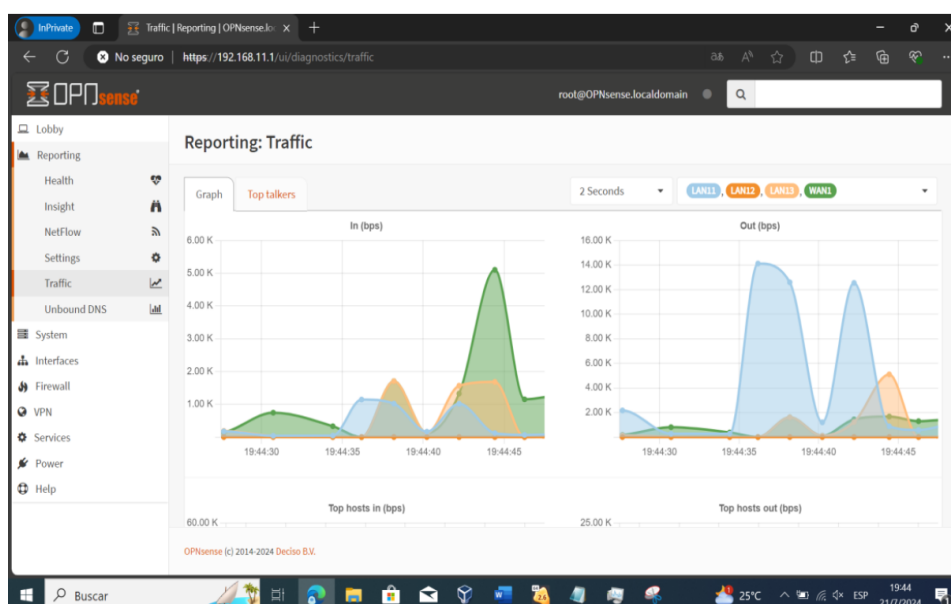 InPrivate
Traffic | Reporting | OPNsense.lo
No seguro
https://192.168.11.1/ui/diagnostics/traffic
OPNsense
root@OPNsense.localdomain
Lobby
Reporting
Health
Insight
NetFlow
Settings
Traffic
Unbound DNS
System
Interfaces
Firewall
VPN
Services
Power
Help
Reporting: Traffic
Graph
Top talkers
2 Seconds
LAN11, LAN12, LAN13, WAN1
In (bps)
6.00 K
5.00 K
4.00 K
3.00 K
2.00 K
1.00 K
19:44:30 19:44:35 19:44:40 19:44:45
Out (bps)
16.00 K
14.00 K
12.00 K
10.00 K
8.00 K
6.00 K
4.00 K
2.00 K
19:44:30 19:44:35 19:44:40 19:44:45
Top hosts in (bps)
60.00 K
Top hosts out (bps)
25.00 K
OPNsense (c) 2014-2024 Deciso B.V.
Buscar
25°C
ESP
19:44
21/7/2024